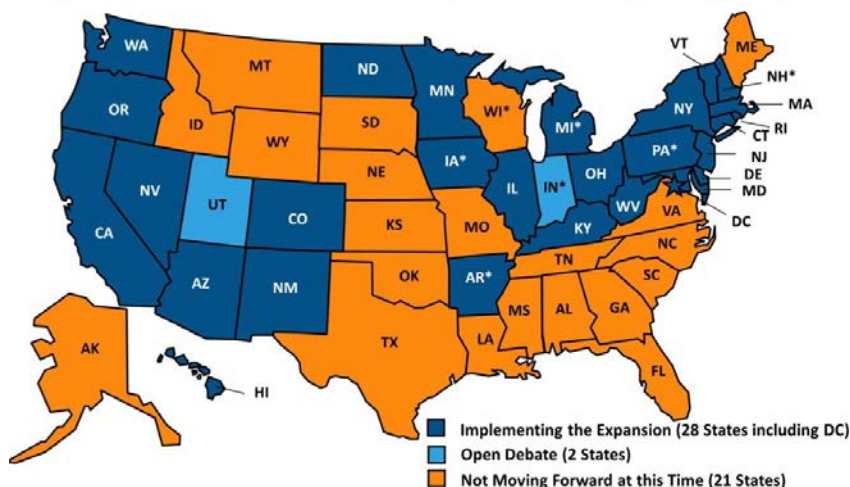 WA
MT
ND
MN
VT
ME
NH*
MA
OR
ID
WY
SD
WI*
MI*
NY
RI
CT
NV
UT
CO
NE
IA*
IL
IN*
OH
PA*
NJ
DE
MD
DC
CA
KS
MO
KY
WV
VA
AZ
NM
OK
AR*
TN
NC
SC
TX
LA
MS
AL
GA
FL
AK
HI
Implementing the Expansion (28 States including DC)
Open Debate (2 States)
Not Moving Forward at this Time (21 States)